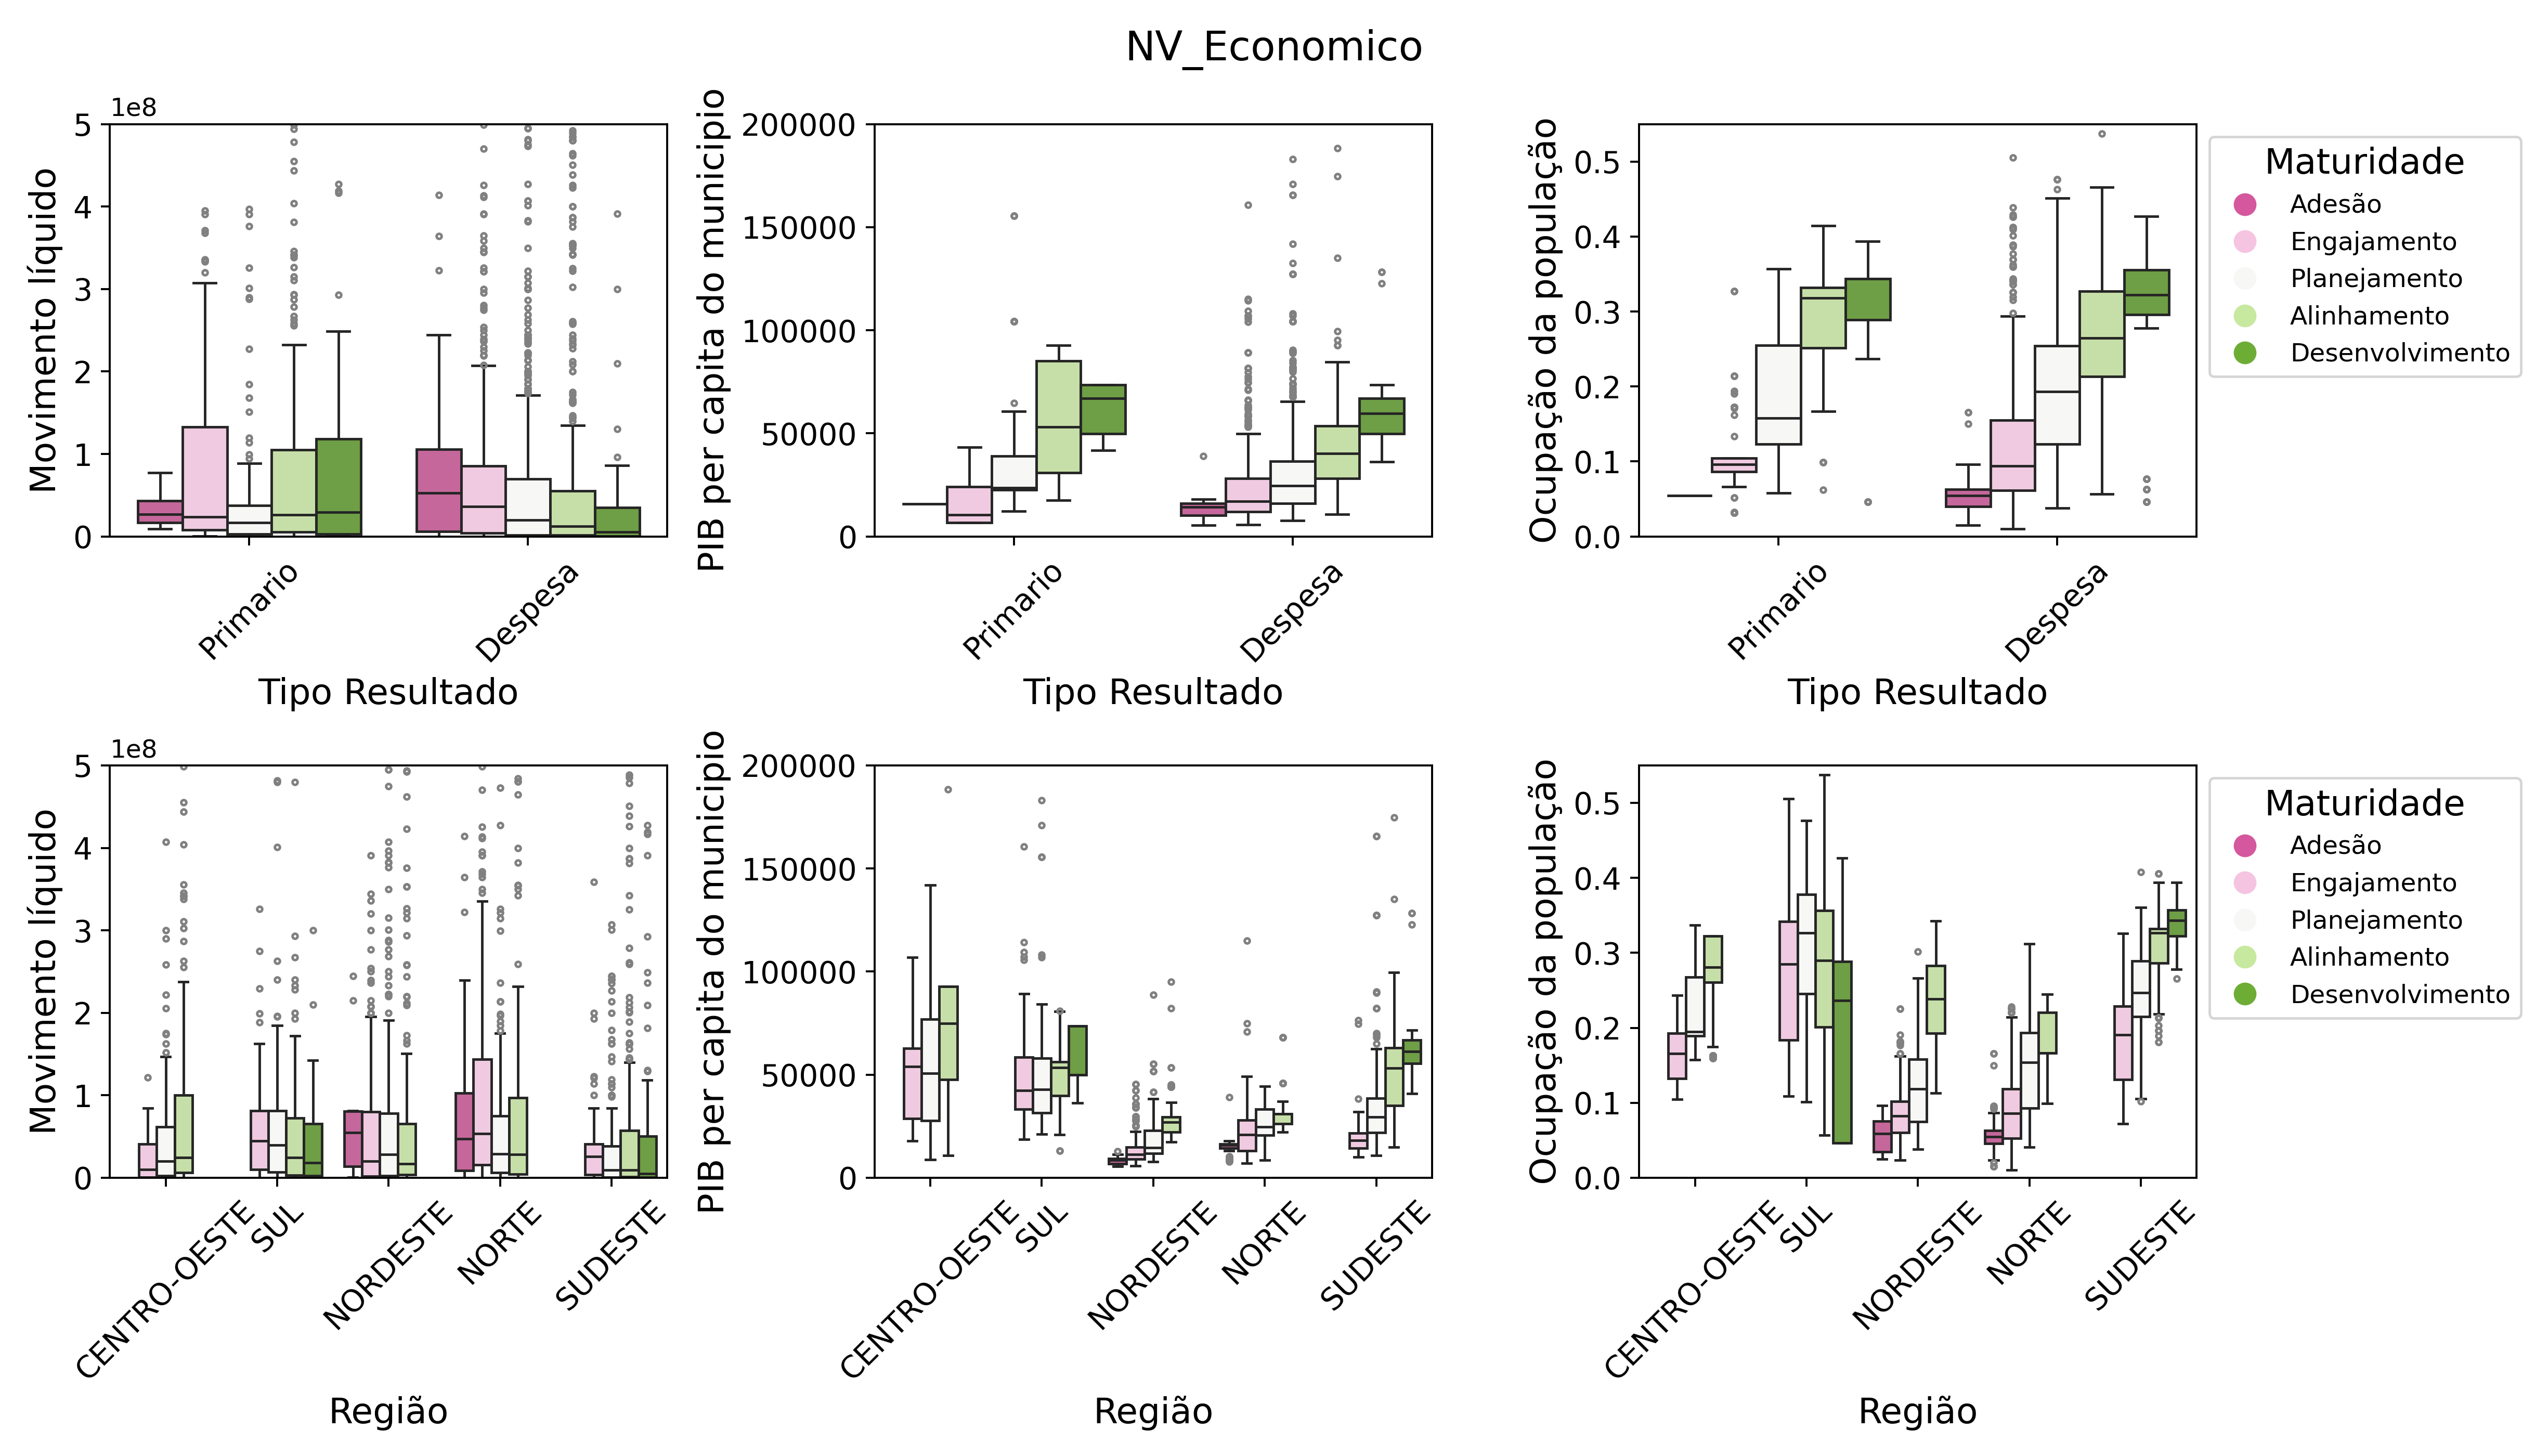 NV_Economico
1e8
Movimento líquido
5
4
3
2
1
0
Primario
Despesa
Tipo Resultado
PIB per capita do municipio
200000
150000
100000
50000
0
Primario
Despesa
Tipo Resultado
Ocupação da população
0.5
0.4
0.3
0.2
0.1
0.0
Primario
Despesa
Tipo Resultado
Maturidade
Adesão
Engajamento
Planejamento
Alinhamento
Desenvolvimento
1e8
Movimento líquido
5
4
3
2
1
0
CENTRO-OESTE
SUL
NORDESTE
NORTE
SUDESTE
Região
PIB per capita do municipio
200000
150000
100000
50000
0
CENTRO-OESTE
SUL
NORDESTE
NORTE
SUDESTE
Região
Ocupação da população
0.5
0.4
0.3
0.2
0.1
0.0
CENTRO-OESTE
SUL
NORDESTE
NORTE
SUDESTE
Região
Maturidade
Adesão
Engajamento
Planejamento
Alinhamento
Desenvolvimento